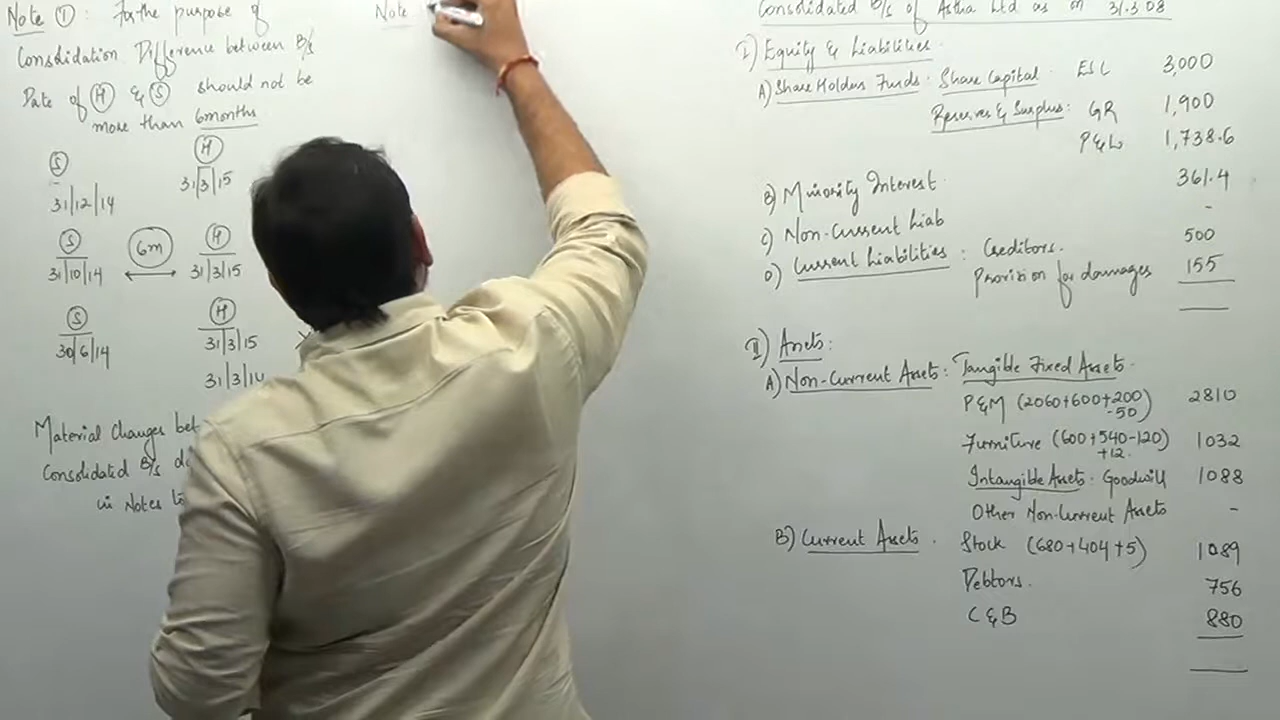 Note ① : For the purpose of
Consolidation Difference between B/s
Date of Ⓗ & Ⓢ should not be
more than 6months
Ⓢ Ⓗ
31/12/14 31/3/15
Ⓢ 6m Ⓗ
31/10/14 31/3/15
Ⓢ Ⓗ
30/6/14 31/3/15
31/3/14
Material Changes bet
Consolidated B/s
in Notes
Note
Consolidated B/s of Astha Ltd as on 31.3.08
I) Equity & Liabilities
A) Share Holders Funds : Share Capital ESC 3,000
Reserves & Surplus : GR 1,900
P&L 1,738.6
B) Minority Interest 361.4
C) Non-Current Liab -
D) Current Liabilities : Creditors. 500
Provision for damages 155
II) Assets :
A) Non-Current Assets : Tangible Fixed Assets
P&M (2060+600+200 2810
-50)
Furniture (600+540-120) 1032
+12
Intangible Assets : Goodwill 1088
Other Non-Current Assets -
B) Current Assets . Stock (680+404+5) 1089
Debtors. 756
C&B 880